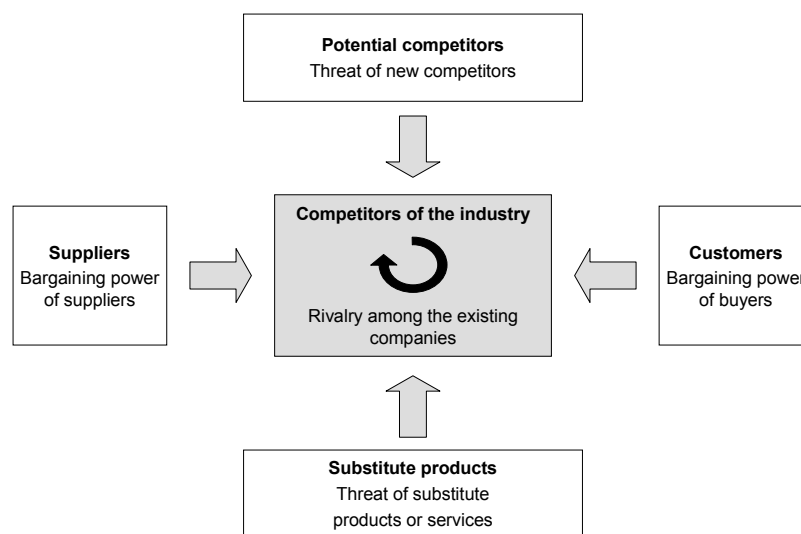 Potential competitors
Threat of new competitors
Competitors of the industry
Rivalry among the existing
companies
Suppliers
Bargaining power
of suppliers
Customers
Bargaining power
of buyers
Substitute products
Threat of substitute
products or services